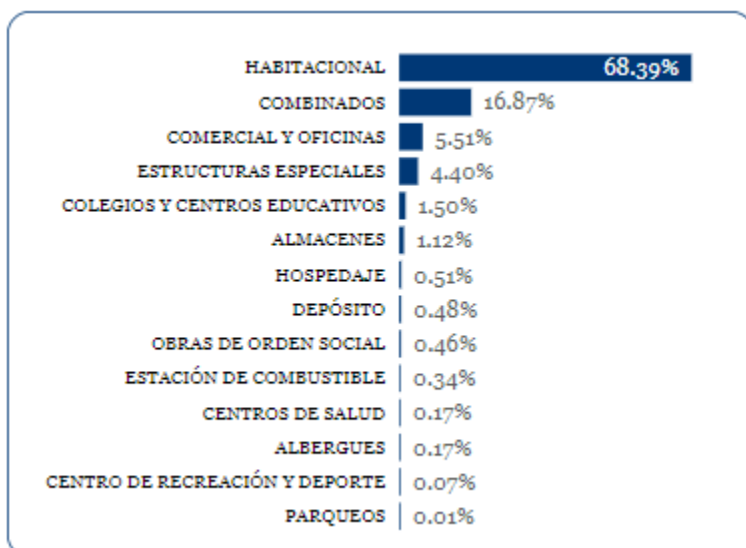 HABITACIONAL 68.39%
COMBINADOS 16.87%
COMERCIAL Y OFICINAS 5.51%
ESTRUCTURAS ESPECIALES 4.40%
COLEGIOS Y CENTROS EDUCATIVOS 1.50%
ALMACENES 1.12%
HOSPEDAJE 0.51%
DEPÓSITO 0.48%
OBRAS DE ORDEN SOCIAL 0.46%
ESTACIÓN DE COMBUSTIBLE 0.34%
CENTROS DE SALUD 0.17%
ALBERGUES 0.17%
CENTRO DE RECREACIÓN Y DEPORTE 0.07%
PARQUEOS 0.01%